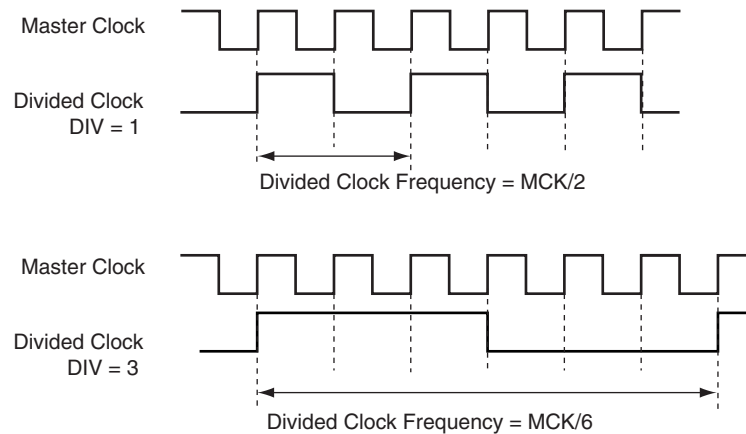 Master Clock
Divided Clock
DIV = 1
Divided Clock Frequency = MCK/2
Master Clock
Divided Clock
DIV = 3
Divided Clock Frequency = MCK/6